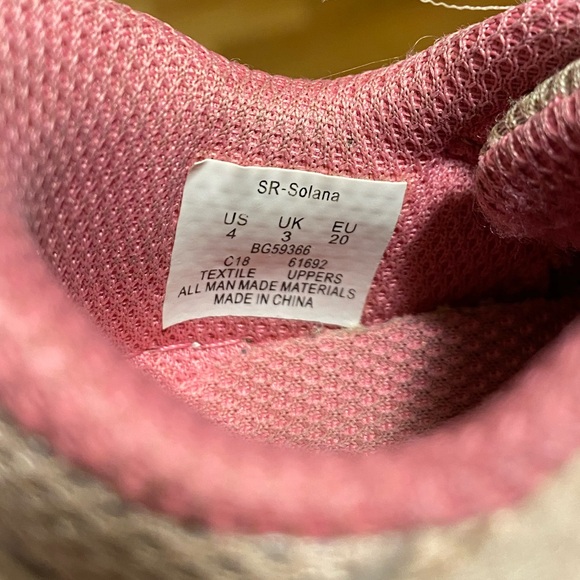 SR-Solana
US UK EU
4 3 20
BG59366
C18 61692
TEXTILE UPPERS
ALL MAN MADE MATERIALS
MADE IN CHINA